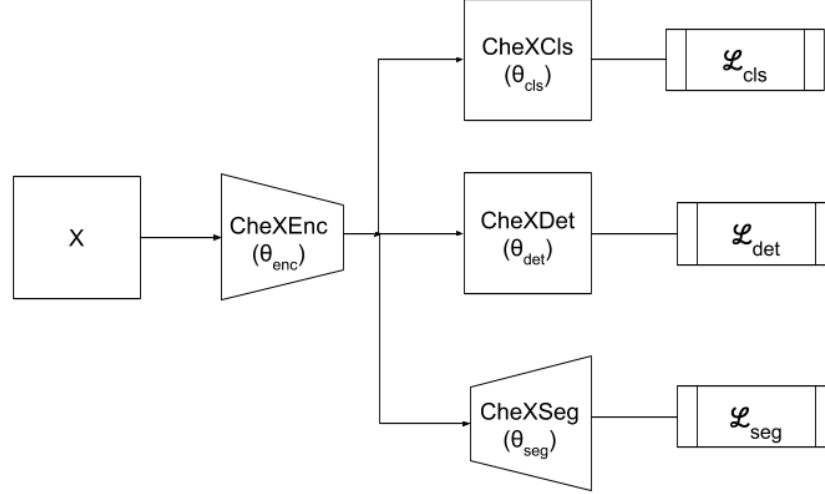 CheXCls
(θcls)
ℒcls
X
CheXEnc
(θenc)
CheXDet
(θdet)
ℒdet
CheXSeg
(θseg)
ℒseg